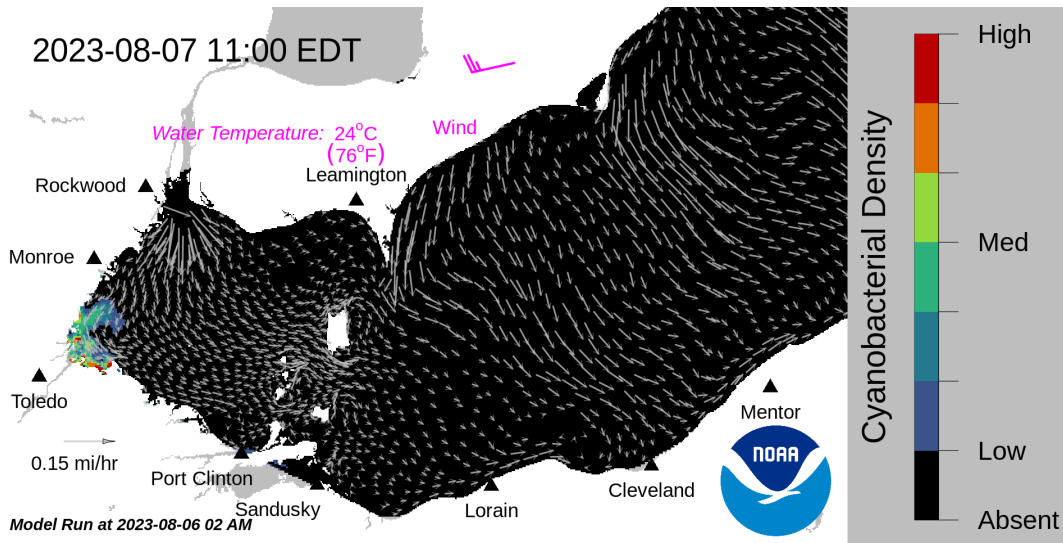 2023-08-07 11:00 EDT
Water Temperature: 24°C
(76°F)
Wind
Leamington
Rockwood
Monroe
Toledo
0.15 mi/hr
Port Clinton
Sandusky
Lorain
Cleveland
Mentor
NOAA
Model Run at 2023-08-06 02 AM
Cyanobacterial Density
High
Med
Low
Absent